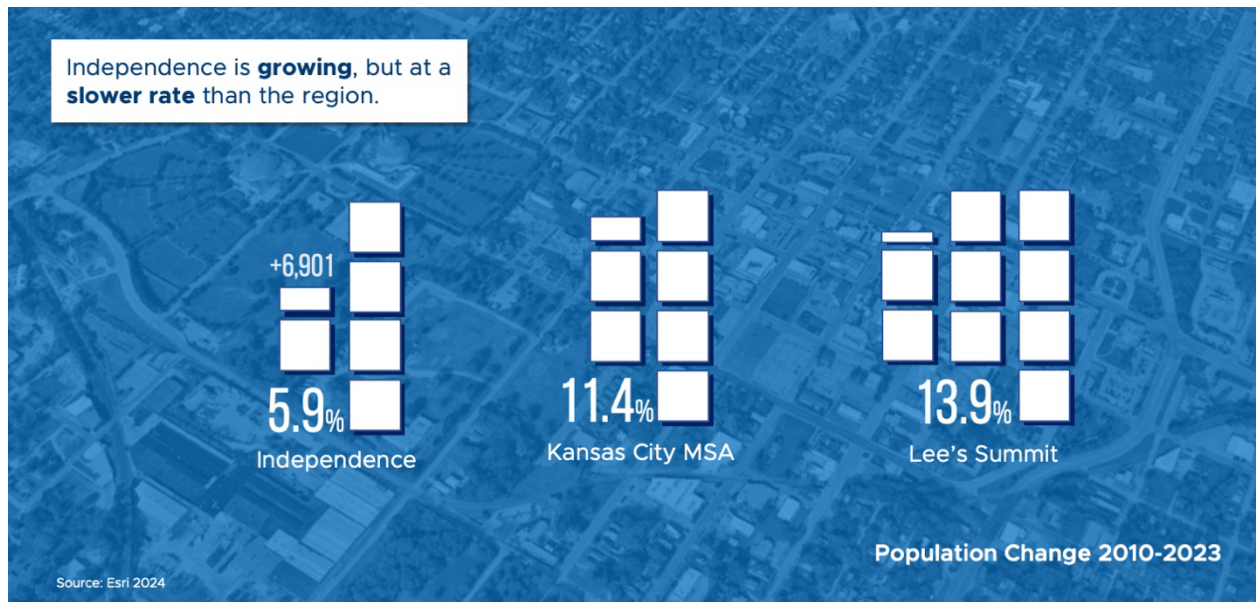 Independence is growing, but at a
slower rate than the region.
+6,901
5.9%
Independence
11.4%
Kansas City MSA
13.9%
Lee's Summit
Population Change 2010-2023
Source: Esri 2024